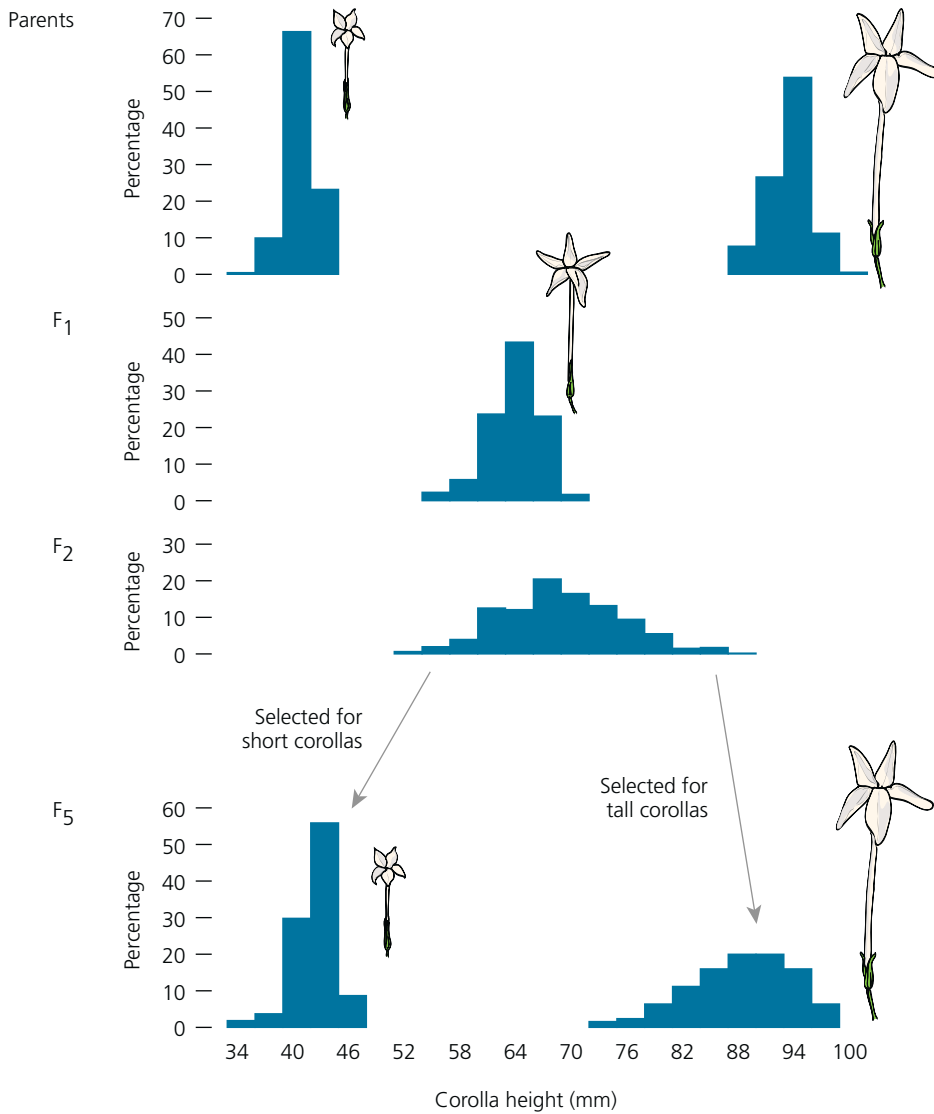 Parents
Percentage
70
60
50
40
30
20
10
0
F1
Percentage
50
40
30
20
10
0
F2
Percentage
30
20
10
0
Selected for
short corollas
Selected for
tall corollas
F5
Percentage
60
50
40
30
20
10
0
34 40 46 52 58 64 70 76 82 88 94 100
Corolla height (mm)